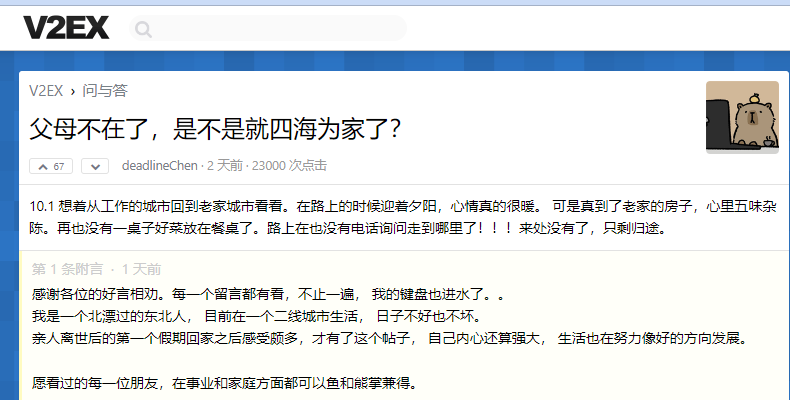 V2EX
V2EX › 问与答
父母不在了，是不是就四海为家了？
67
deadlineChen · 2 天前 · 23000 次点击
10.1 想着从工作的城市回到老家城市看看。在路上的时候迎着夕阳，心情真的很暖。 可是真到了老家的房子，心里五味杂
陈。再也没有一桌子好菜放在餐桌了。路上在也没有电话询问走到哪里了！！！ 来处没有了，只剩归途。
第 1 条附言 · 1 天前
感谢各位的好言相劝。每一个留言都有看，不止一遍， 我的键盘也进水了。。
我是一个北漂过的东北人， 目前在一个二线城市生活， 日子不好也不坏。
亲人离世后的第一个假期回家之后感受颇多，才有了这个帖子， 自己内心还算强大， 生活也在努力像好的方向发展。
愿看过的每一位朋友，在事业和家庭方面都可以鱼和熊掌兼得。